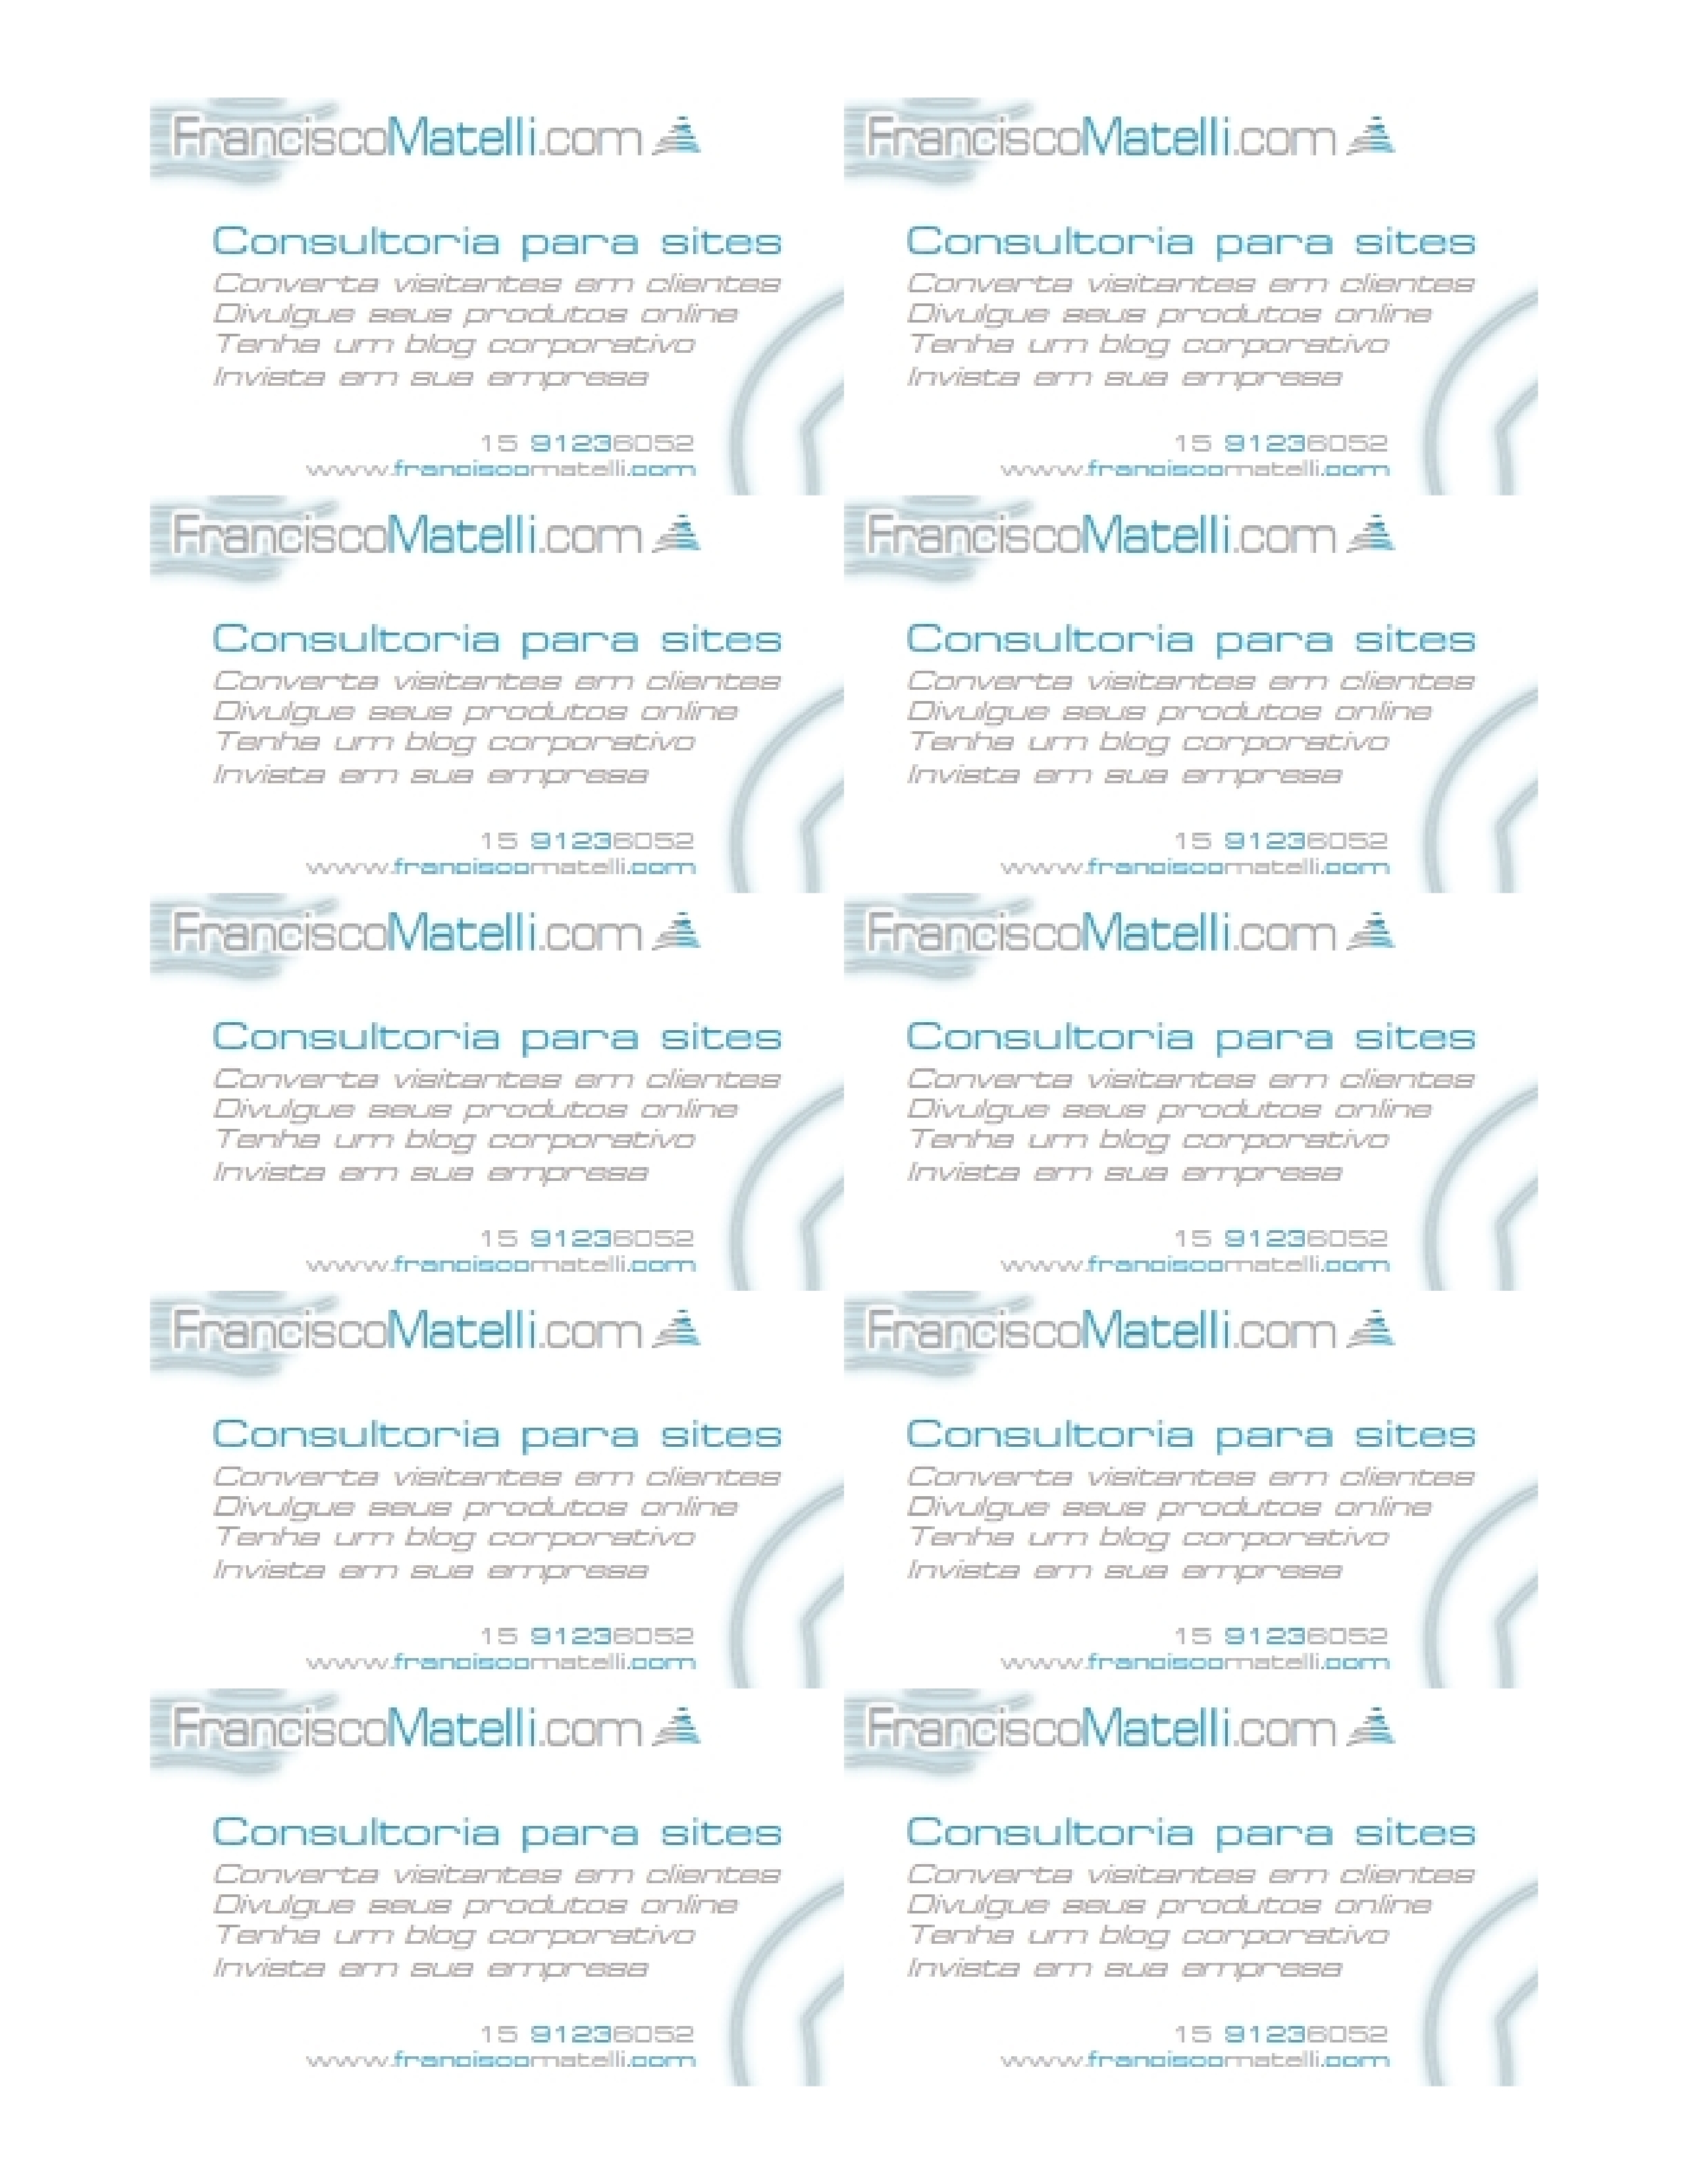 FranciscoMatelli.com
Consultoria para sites
Converta visitantes em clientes
Divulgue seus produtos online
Tenha um blog corporativo
Invista em sua empresa
15 91236052
www.franciscomatelli.com
FranciscoMatelli.com
Consultoria para sites
Converta visitantes em clientes
Divulgue seus produtos online
Tenha um blog corporativo
Invista em sua empresa
15 91236052
www.franciscomatelli.com
FranciscoMatelli.com
Consultoria para sites
Converta visitantes em clientes
Divulgue seus produtos online
Tenha um blog corporativo
Invista em sua empresa
15 91236052
www.franciscomatelli.com
FranciscoMatelli.com
Consultoria para sites
Converta visitantes em clientes
Divulgue seus produtos online
Tenha um blog corporativo
Invista em sua empresa
15 91236052
www.franciscomatelli.com
FranciscoMatelli.com
Consultoria para sites
Converta visitantes em clientes
Divulgue seus produtos online
Tenha um blog corporativo
Invista em sua empresa
15 91236052
www.franciscomatelli.com
FranciscoMatelli.com
Consultoria para sites
Converta visitantes em clientes
Divulgue seus produtos online
Tenha um blog corporativo
Invista em sua empresa
15 91236052
www.franciscomatelli.com
FranciscoMatelli.com
Consultoria para sites
Converta visitantes em clientes
Divulgue seus produtos online
Tenha um blog corporativo
Invista em sua empresa
15 91236052
www.franciscomatelli.com
FranciscoMatelli.com
Consultoria para sites
Converta visitantes em clientes
Divulgue seus produtos online
Tenha um blog corporativo
Invista em sua empresa
15 91236052
www.franciscomatelli.com
FranciscoMatelli.com
Consultoria para sites
Converta visitantes em clientes
Divulgue seus produtos online
Tenha um blog corporativo
Invista em sua empresa
15 91236052
www.franciscomatelli.com
FranciscoMatelli.com
Consultoria para sites
Converta visitantes em clientes
Divulgue seus produtos online
Tenha um blog corporativo
Invista em sua empresa
15 91236052
www.franciscomatelli.com